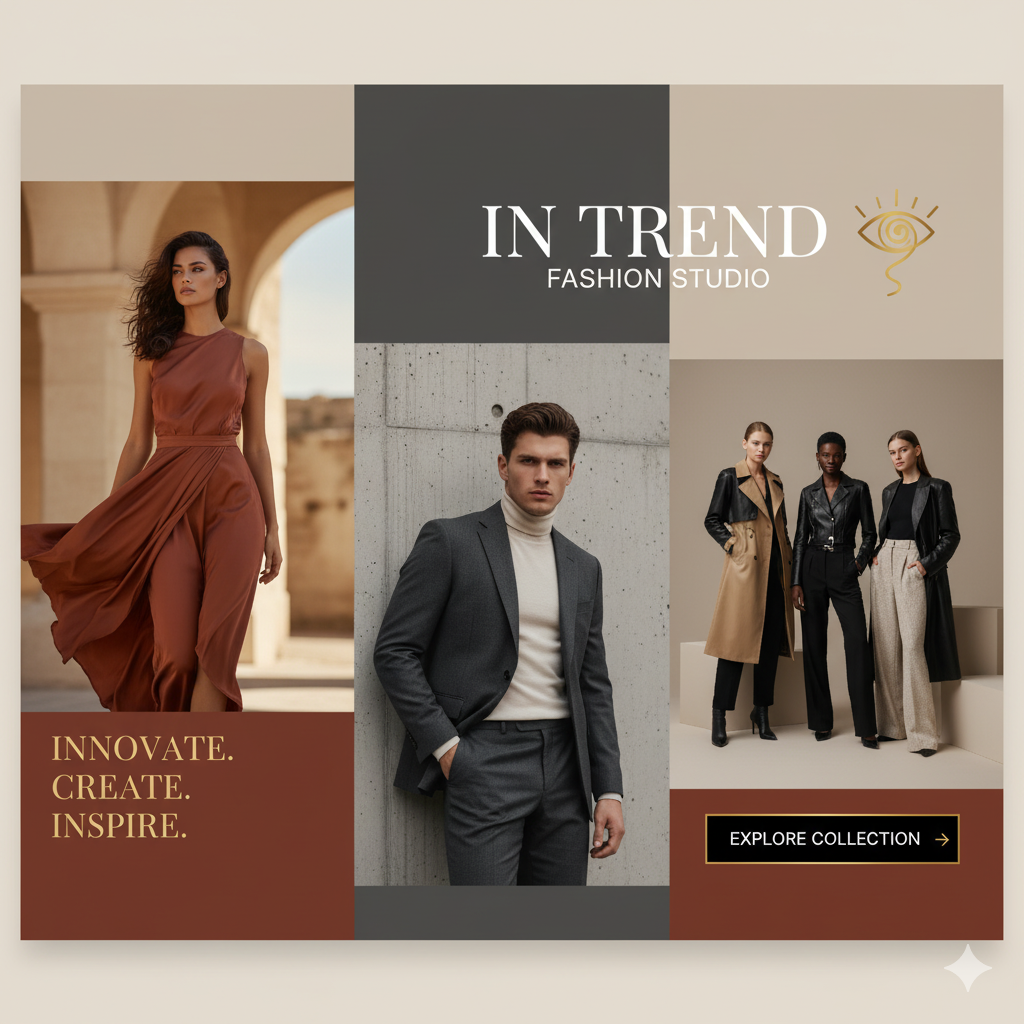 IN TREND
FASHION STUDIO
INNOVATE.
CREATE.
INSPIRE.
EXPLORE COLLECTION →